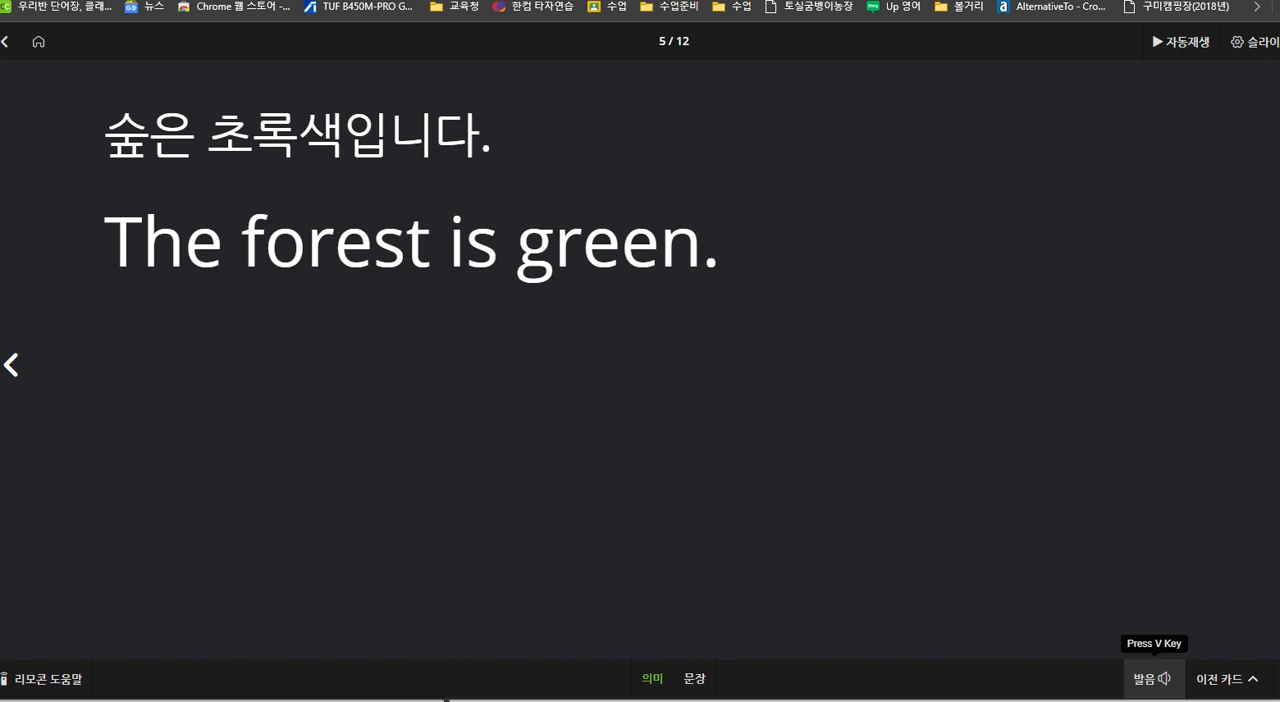 우리반 단어장, 클래... 뉴스 Chrome 웹 스토어 -... TUF B450M-PRO G... 교육청 한컴 타자연습 수업 수업준비 수업 토실굼벵이농장 Up 영어 볼거리 AlternativeTo - Cro... 구미캠핑장(2018년)
5 / 12 자동재생 슬라이
숲은 초록색입니다.
The forest is green.
Press V Key
리모콘 도움말 의미 문장 발음 이전 카드